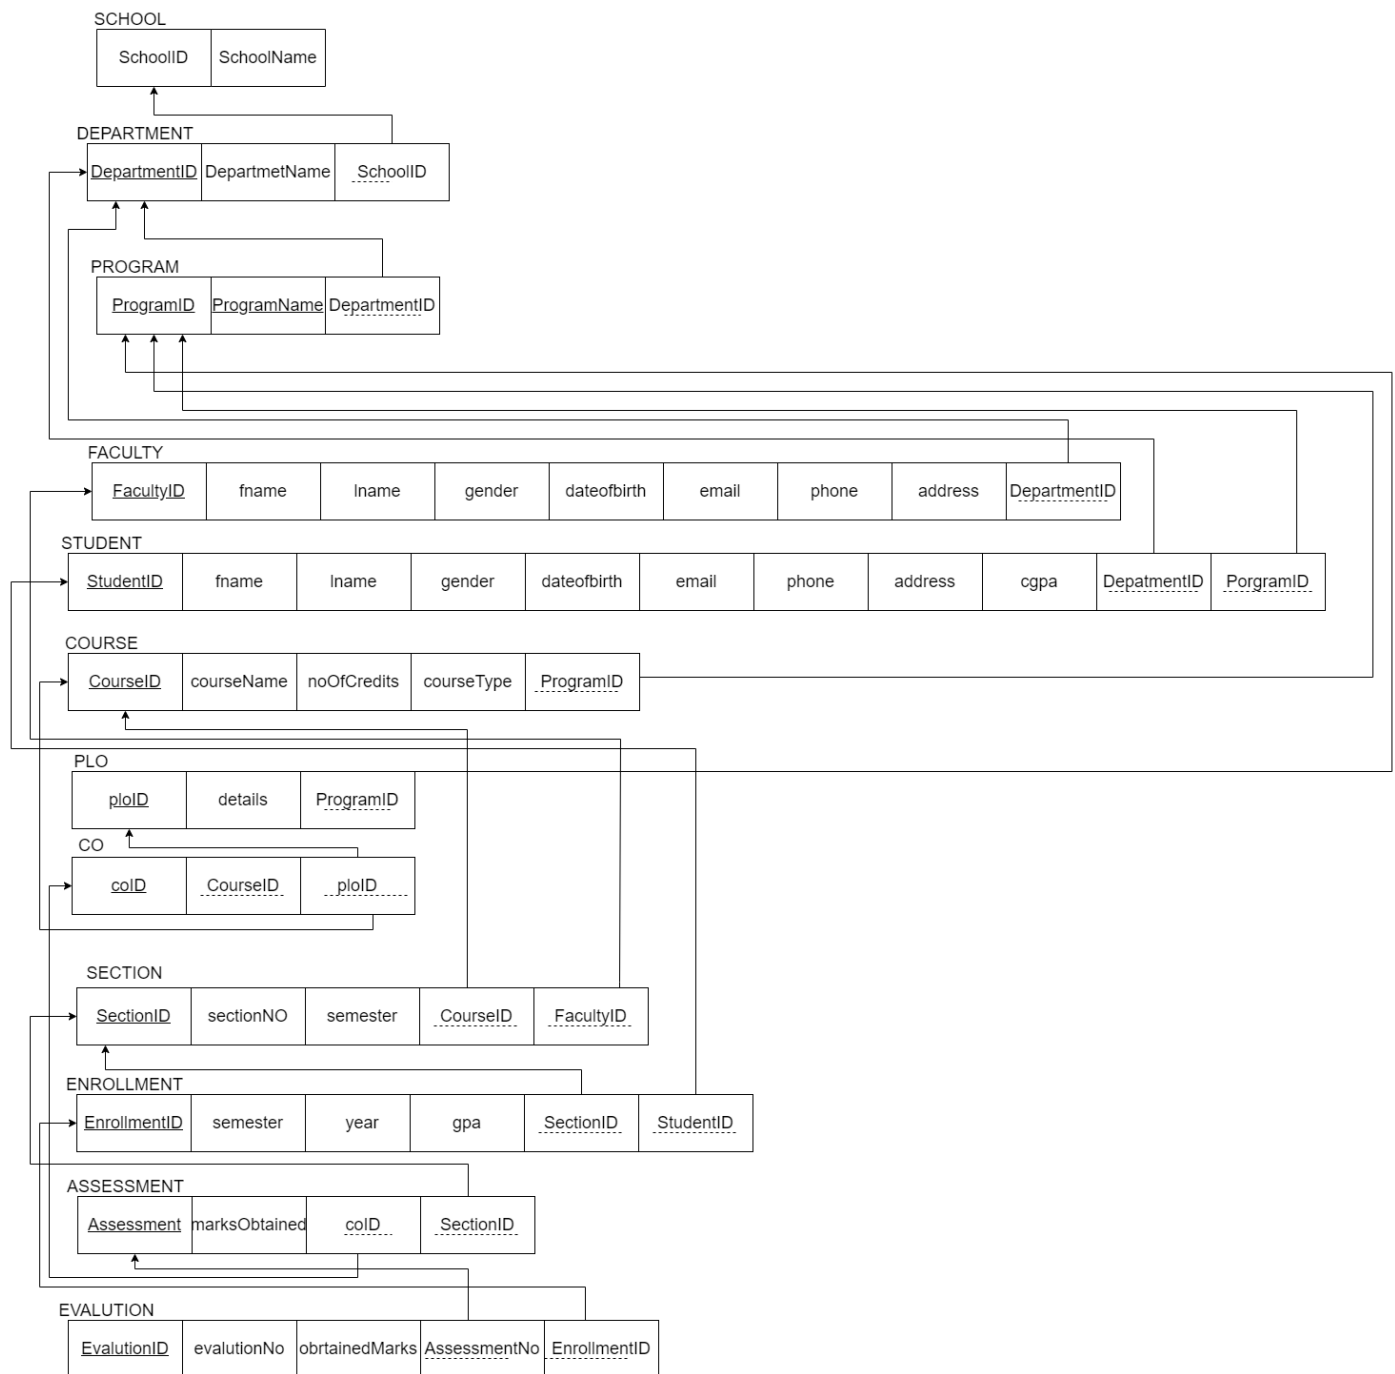 SCHOOL
SchoolID SchoolName
DEPARTMENT
DepartmentID DepartmetName SchoolID
PROGRAM
ProgramID ProgramName DepartmentID
FACULTY
FacultyID fname lname gender dateofbirth email phone address DepartmentID
STUDENT
StudentID fname lname gender dateofbirth email phone address cgpa DepatmentID PorgramID
COURSE
CourseID courseName noOfCredits courseType ProgramID
PLO
ploID details ProgramID
CO
coID CourseID ploID
SECTION
SectionID sectionNO semester CourseID FacultyID
ENROLLMENT
EnrollmentID semester year gpa SectionID StudentID
ASSESSMENT
Assessment marksObtained coID SectionID
EVALUTION
EvalutionID evalutionNo obrtainedMarks AssessmentNo EnrollmentID